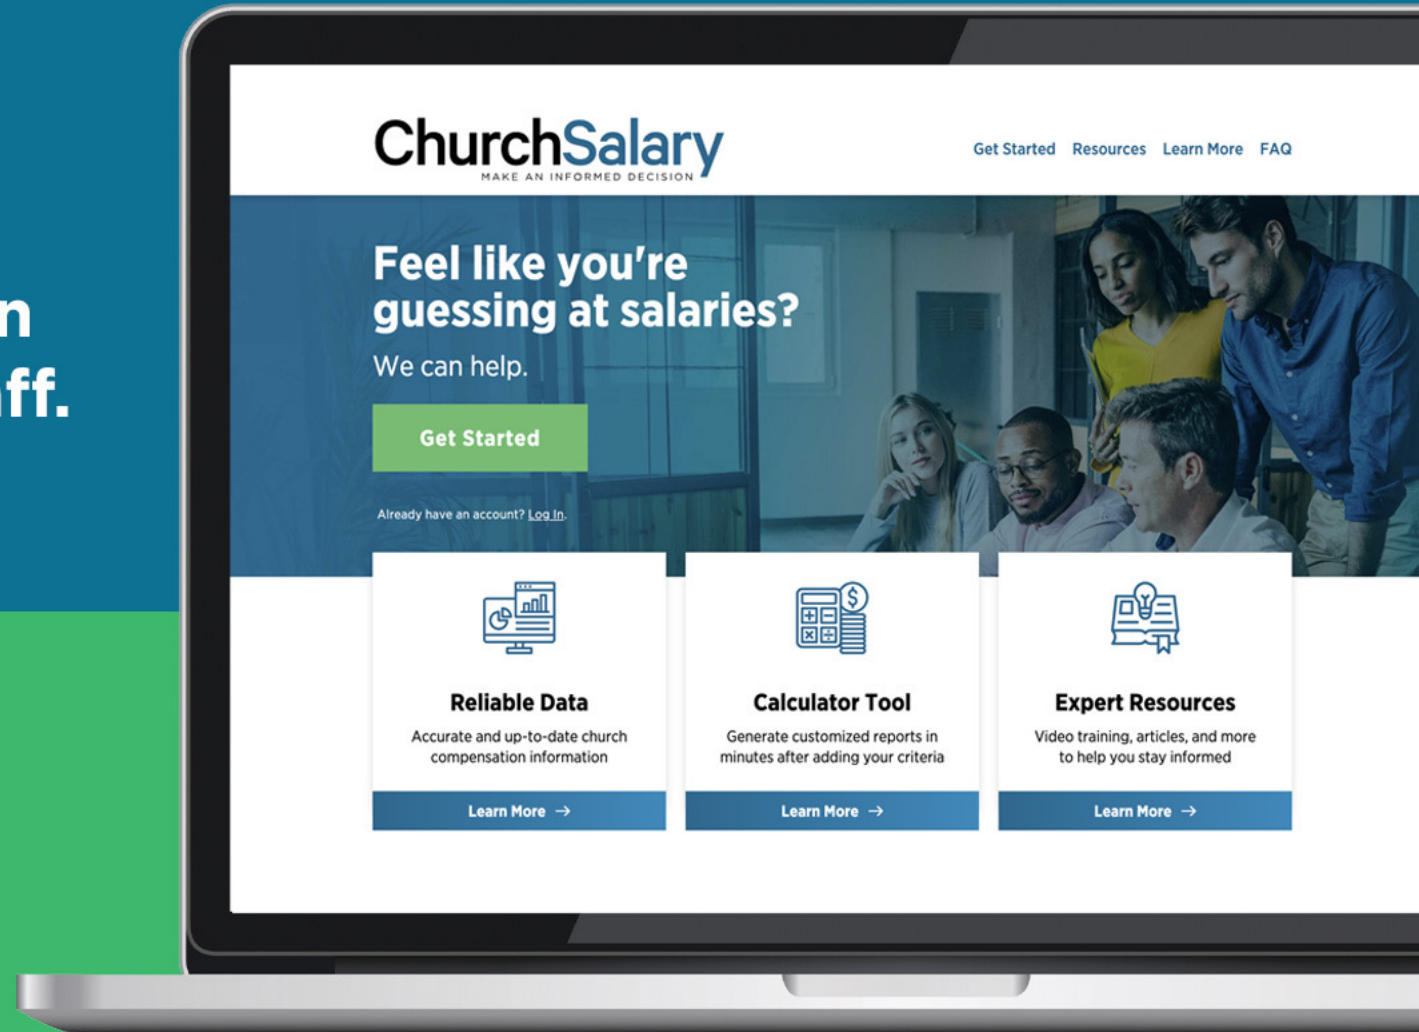 ChurchSalary
MAKE AN INFORMED DECISION
Get Started Resources Learn More FAQ
Feel like you're
guessing at salaries?
We can help.
Get Started
Already have an account? Log In.
Reliable Data
Accurate and up-to-date church
compensation information
Learn More →
Calculator Tool
Generate customized reports in
minutes after adding your criteria
Learn More →
Expert Resources
Video training, articles, and more
to help you stay informed
Learn More →